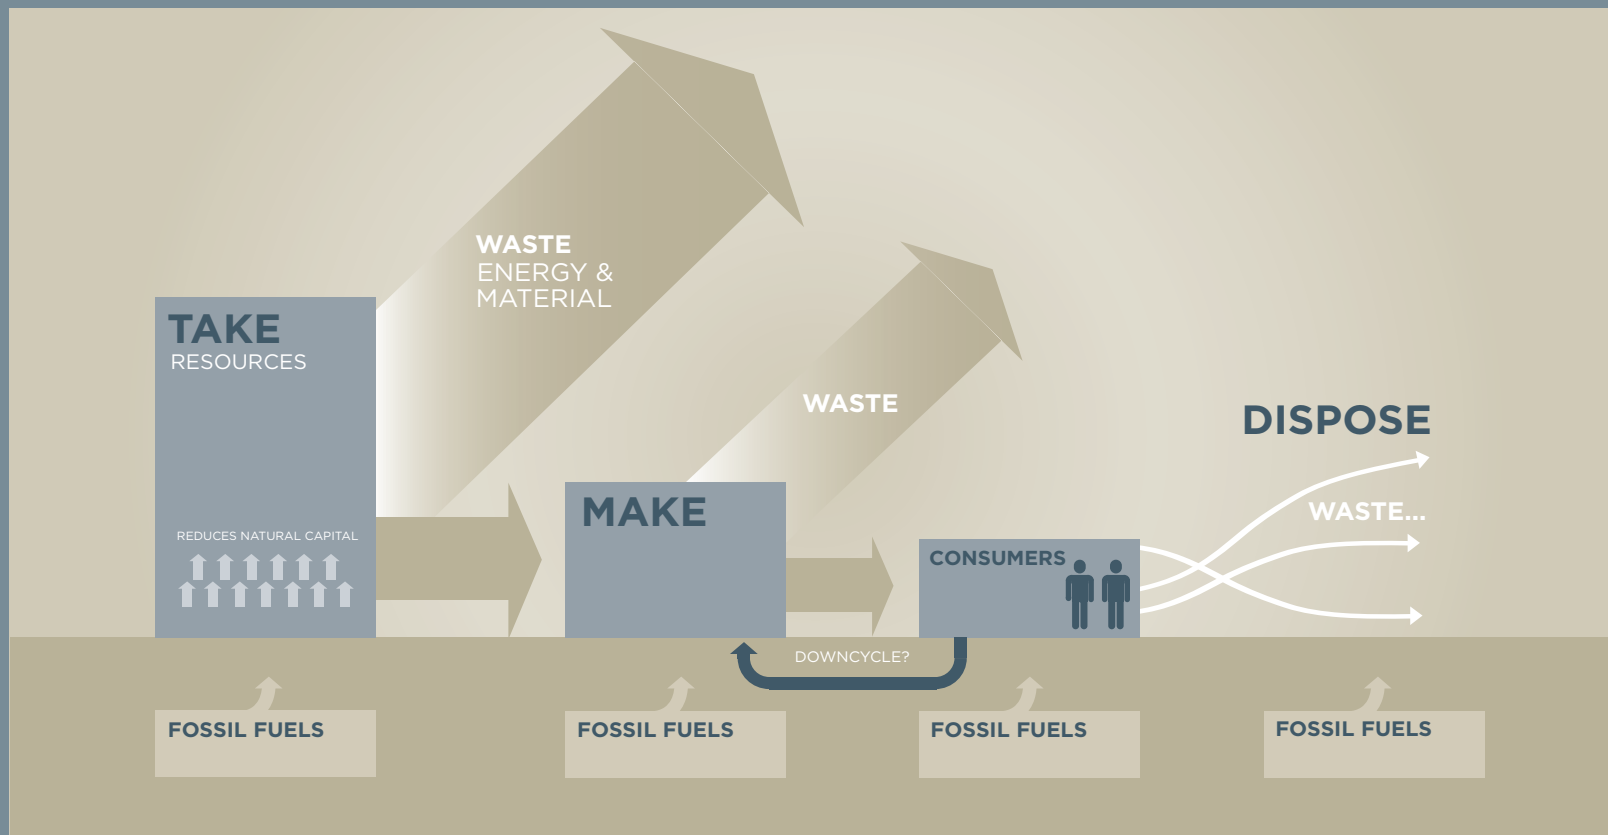 WASTE
ENERGY &
MATERIAL
TAKE
RESOURCES
REDUCES NATURAL CAPITAL
WASTE
MAKE
CONSUMERS
DISPOSE
WASTE...
DOWNCYCLE?
FOSSIL FUELS
FOSSIL FUELS
FOSSIL FUELS
FOSSIL FUELS